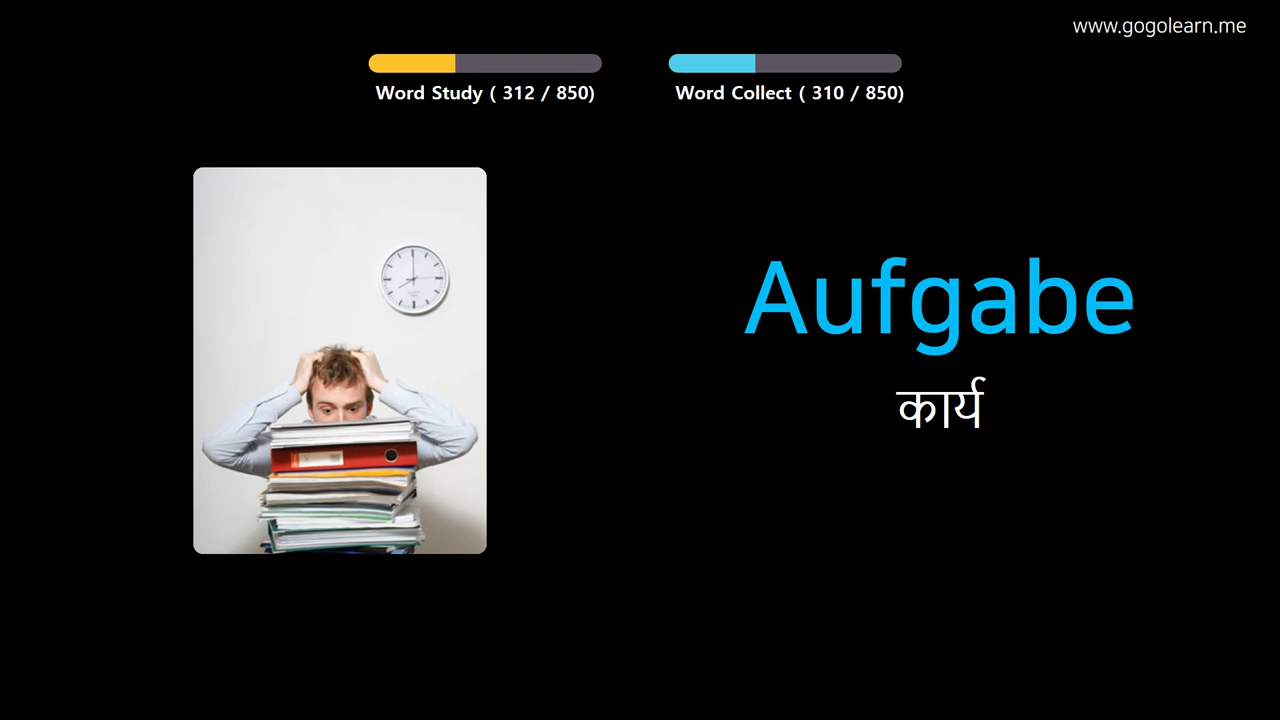 www.gogolearn.me
Word Study ( 312 / 850)
Word Collect ( 310 / 850)
Aufgabe
कार्य